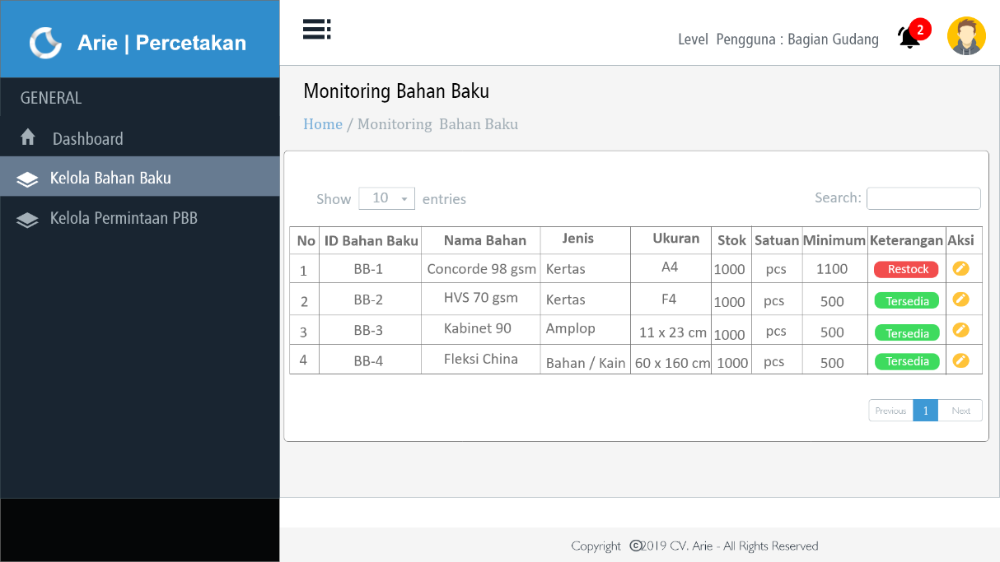 Arie | Percetakan
Level Pengguna : Bagian Gudang
2
GENERAL
Dashboard
Kelola Bahan Baku
Kelola Permintaan PBB
Monitoring Bahan Baku
Home / Monitoring Bahan Baku
Show 10 entries
Search:
No ID Bahan Baku Nama Bahan Jenis Ukuran Stok Satuan Minimum Keterangan Aksi
1 BB-1 Concorde 98 gsm Kertas A4 1000 pcs 1100 Restock
2 BB-2 HVS 70 gsm Kertas F4 1000 pcs 500 Tersedia
3 BB-3 Kabinet 90 Amplop 11 x 23 cm 1000 pcs 500 Tersedia
4 BB-4 Fleksi China Bahan / Kain 60 x 160 cm 1000 pcs 500 Tersedia
Previous 1 Next
Copyright ©2019 CV. Arie - All Rights Reserved